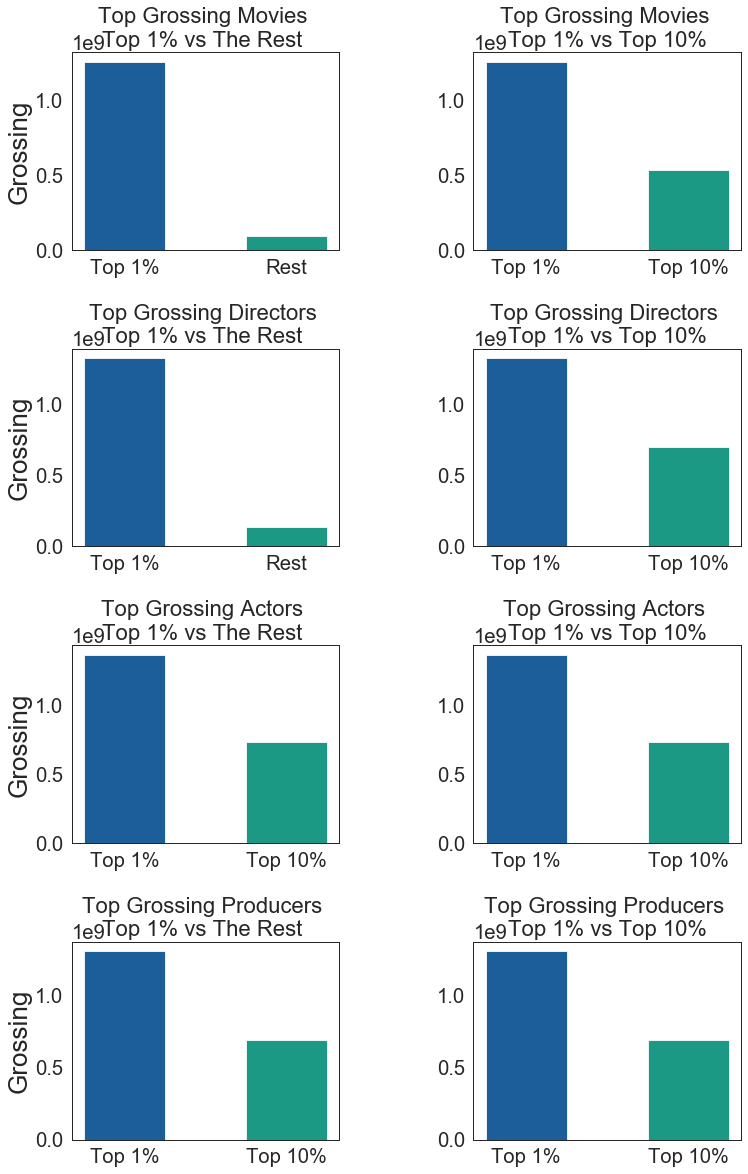 Top Grossing Movies
Top 1% vs The Rest
1e9
Grossing
1.0
0.5
0.0
Top 1% Rest
Top Grossing Movies
Top 1% vs Top 10%
1e9
1.0
0.5
0.0
Top 1% Top 10%
Top Grossing Directors
Top 1% vs The Rest
1e9
Grossing
1.0
0.5
0.0
Top 1% Rest
Top Grossing Directors
Top 1% vs Top 10%
1e9
1.0
0.5
0.0
Top 1% Top 10%
Top Grossing Actors
Top 1% vs The Rest
1e9
Grossing
1.0
0.5
0.0
Top 1% Top 10%
Top Grossing Actors
Top 1% vs Top 10%
1e9
1.0
0.5
0.0
Top 1% Top 10%
Top Grossing Producers
Top 1% vs The Rest
1e9
Grossing
1.0
0.5
0.0
Top 1% Top 10%
Top Grossing Producers
Top 1% vs Top 10%
1e9
1.0
0.5
0.0
Top 1% Top 10%